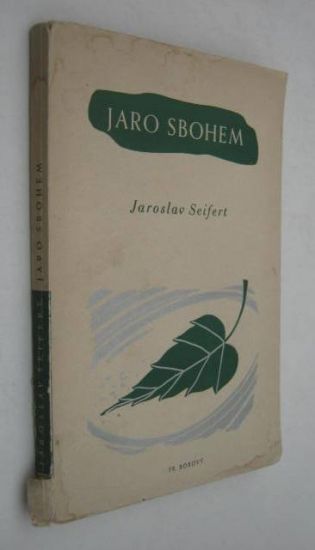 JARO SBOHEM
Jaroslav Seifert
FR. BOROVÝ
JAROSLAV SEIFERT JARO SBOHEM